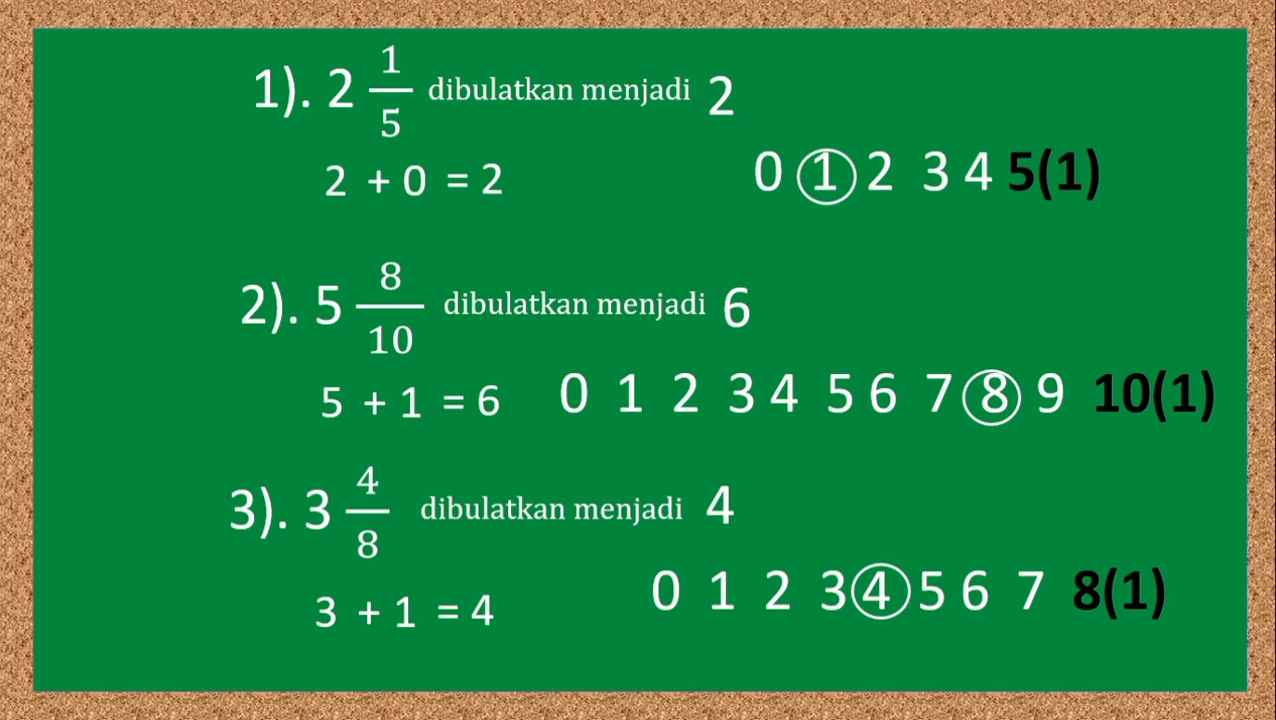 1). 2 1/5 dibulatkan menjadi 2
2 + 0 = 2
0 1 2 3 4 5(1)
2). 5 8/10 dibulatkan menjadi 6
5 + 1 = 6
0 1 2 3 4 5 6 7 8 9 10(1)
3). 3 4/8 dibulatkan menjadi 4
3 + 1 = 4
0 1 2 3 4 5 6 7 8(1)